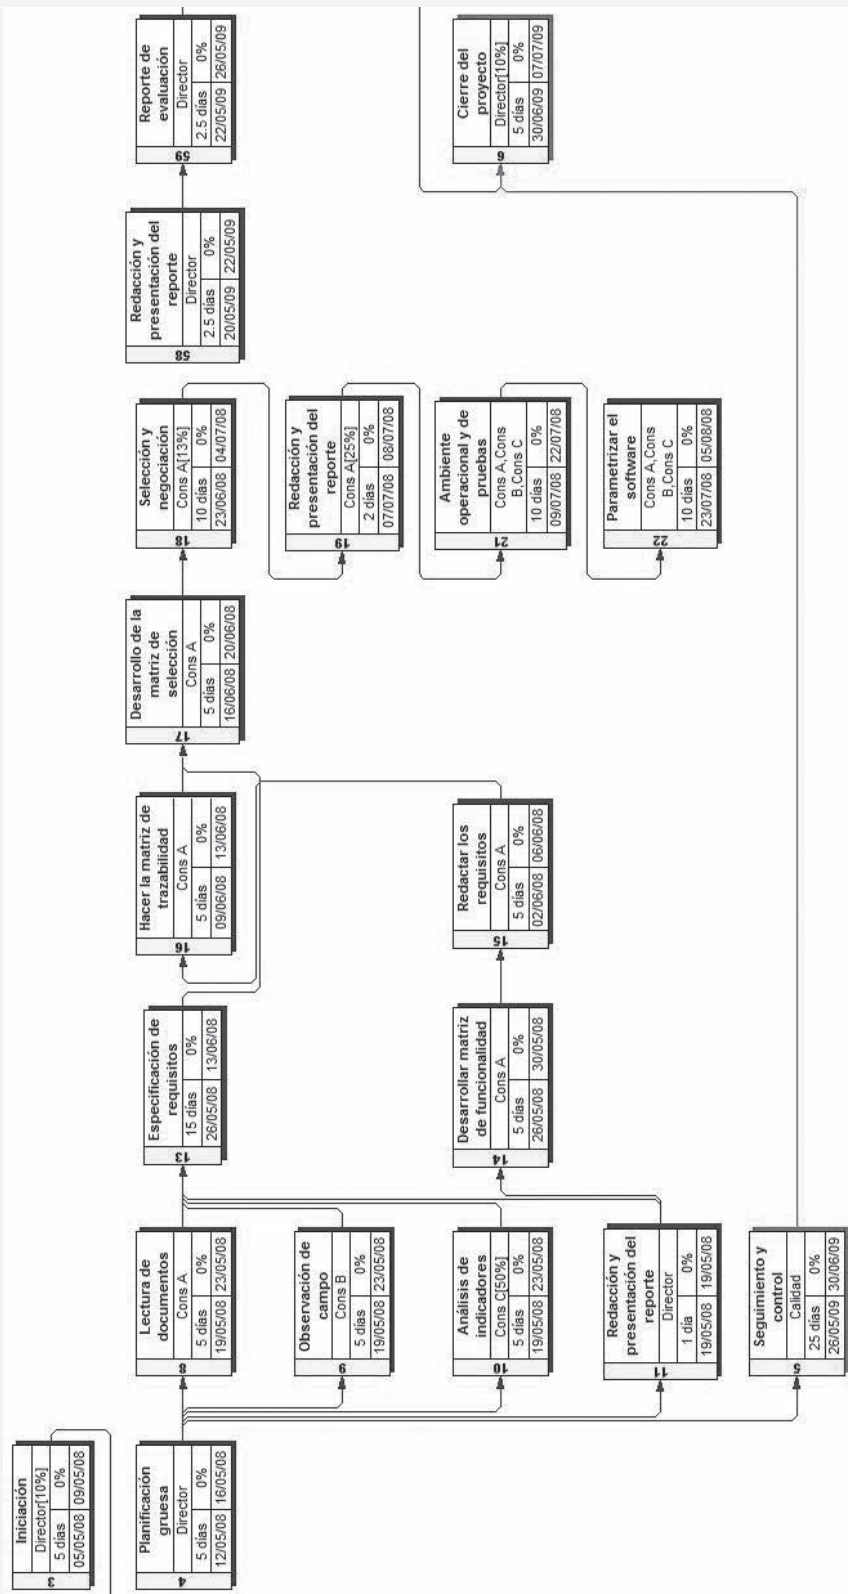 3
Iniciación
Director[10%]
5 días 0%
05/05/08 09/05/08
4
Planificación
gruesa
Director
5 días 0%
12/05/08 16/05/08
8
Lectura de
documentos
Cons A
5 días 0%
19/05/08 23/05/08
9
Observación de
campo
Cons B
5 días 0%
19/05/08 23/05/08
10
Análisis de
indicadores
Cons C[50%]
5 días 0%
19/05/08 23/05/08
11
Redacción y
presentación del
reporte
Director
1 día 0%
19/05/08 19/05/08
5
Seguimiento y
control
Calidad
25 días 0%
26/05/09 30/06/09
13
Especificación de
requisitos
15 días 0%
26/05/08 13/06/08
14
Desarrollar matriz
de funcionalidad
Cons A
5 días 0%
26/05/08 30/05/08
16
Hacer la matriz de
trazabilidad
Cons A
5 días 0%
09/06/08 13/06/08
15
Redactar los
requisitos
Cons A
5 días 0%
02/06/08 06/06/08
17
Desarrollo de la
matriz de
selección
Cons A
5 días 0%
16/06/08 20/06/08
18
Selección y
negociación
Cons A[13%]
10 días 0%
23/06/08 04/07/08
19
Redacción y
presentación del
reporte
Cons A[25%]
2 días 0%
07/07/08 08/07/08
21
Ambiente
operacional y de
pruebas
Cons A,Cons
B,Cons C
10 días 0%
09/07/08 22/07/08
22
Parametrizar el
software
Cons A,Cons
B,Cons C
10 días 0%
23/07/08 05/08/08
58
Redacción y
presentación del
reporte
Director
2.5 días 0%
20/05/09 22/05/09
59
Reporte de
evaluación
Director
2.5 días 0%
22/05/09 26/05/09
6
Cierre del
proyecto
Director[10%]
5 días 0%
30/06/09 07/07/09